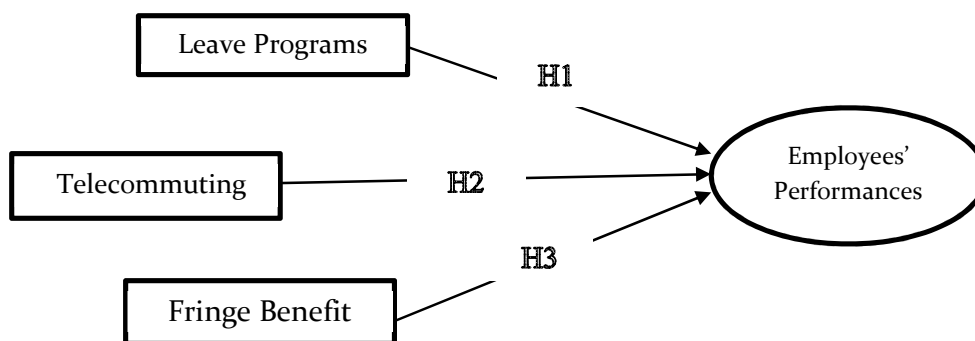 Leave Programs
H1
Telecommuting
H2
Employees’
Performances
H3
Fringe Benefit